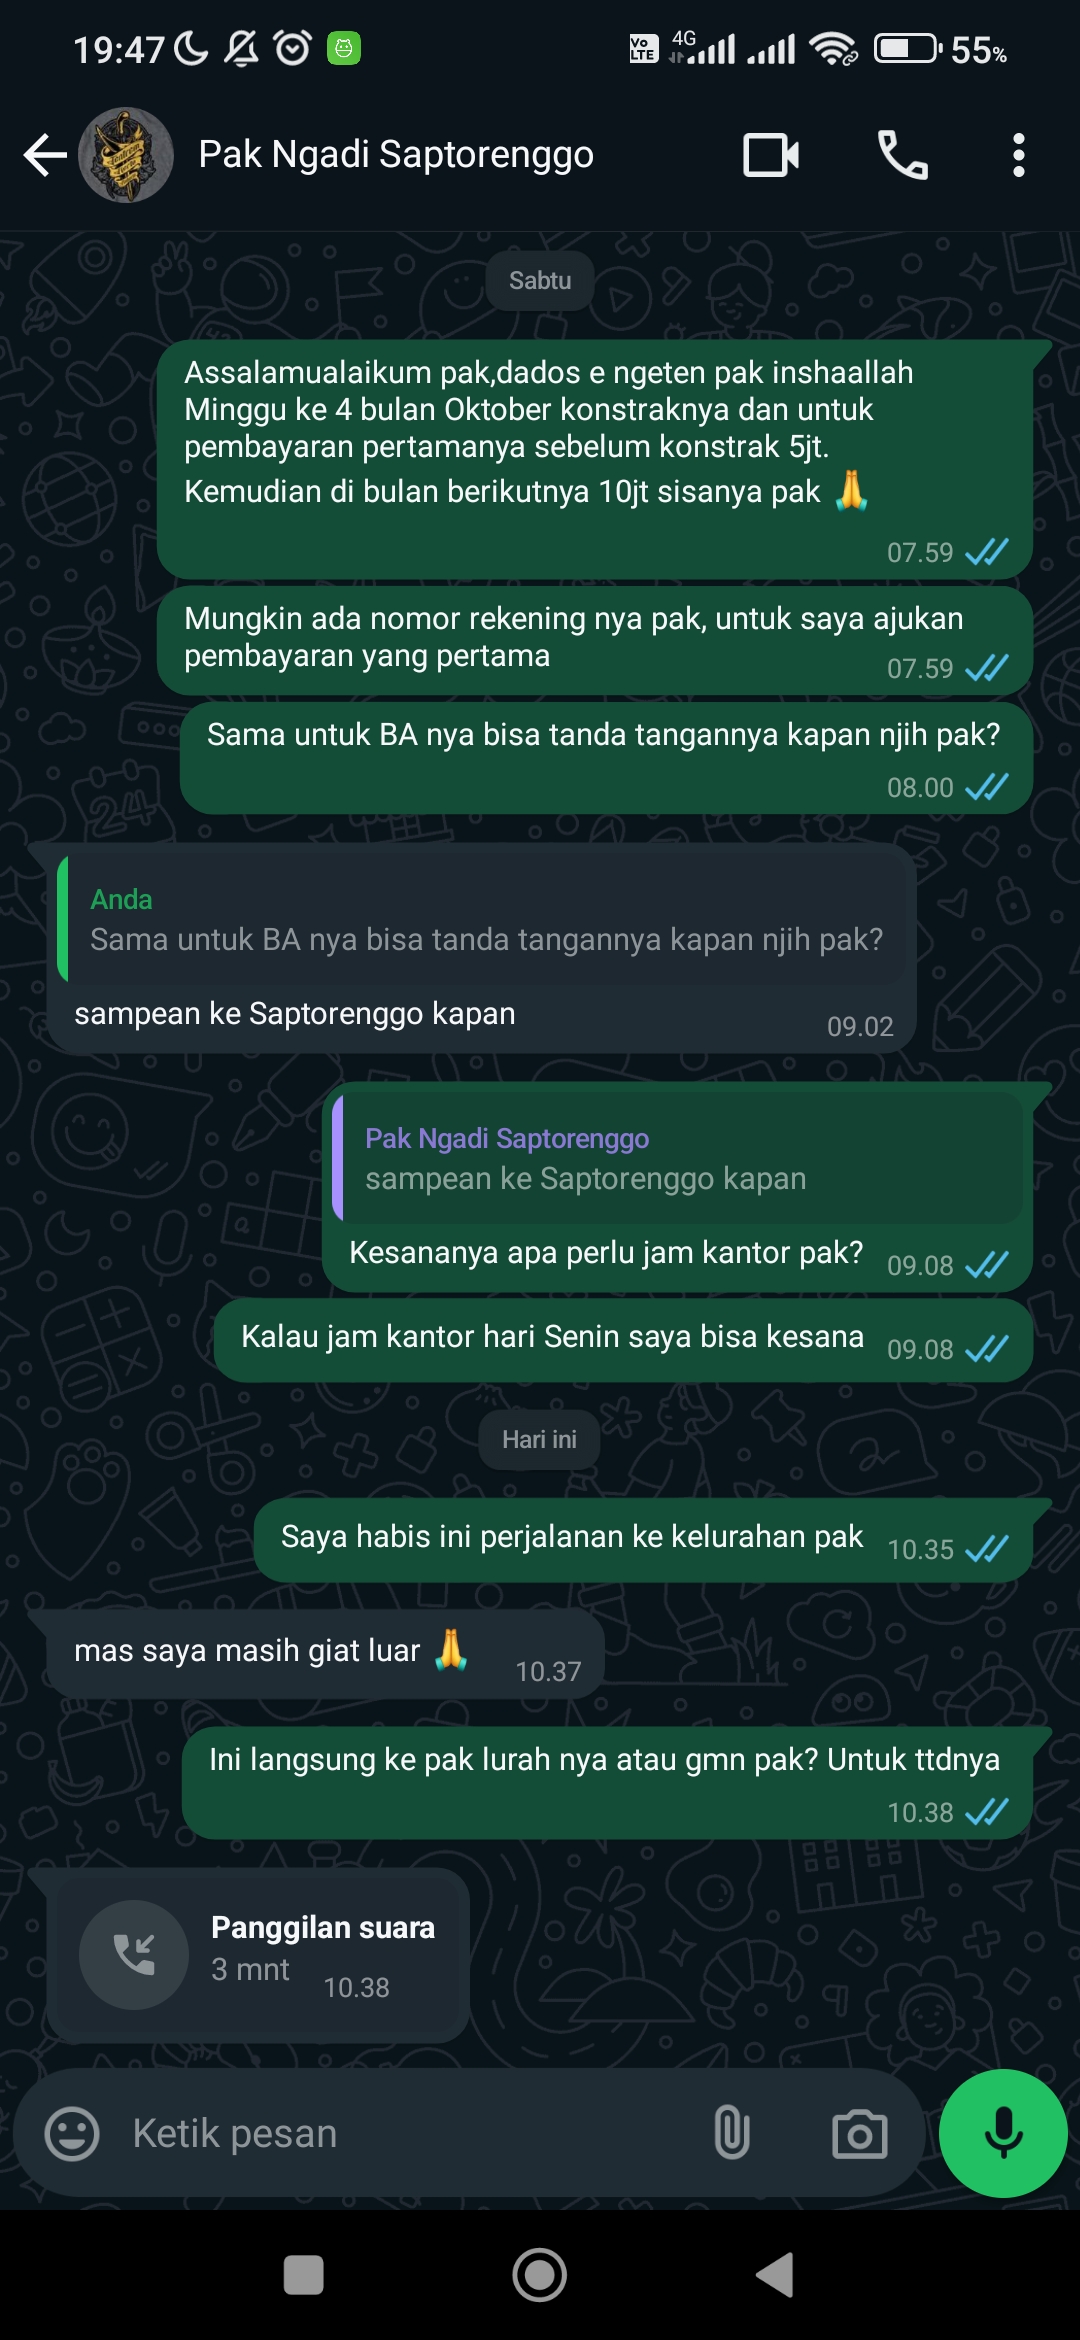 19:47
Vo LTE 4G 55%
Pak Ngadi Saptorenggo
Sabtu
Assalamualaikum pak,dados e ngeten pak inshaallah
Minggu ke 4 bulan Oktober konstraknya dan untuk
pembayaran pertamanya sebelum konstrak 5jt.
Kemudian di bulan berikutnya 10jt sisanya pak 🙏
07.59
Mungkin ada nomor rekening nya pak, untuk saya ajukan
pembayaran yang pertama
07.59
Sama untuk BA nya bisa tanda tangannya kapan njih pak?
08.00
Anda
Sama untuk BA nya bisa tanda tangannya kapan njih pak?
sampean ke Saptorenggo kapan
09.02
Pak Ngadi Saptorenggo
sampean ke Saptorenggo kapan
Kesananya apa perlu jam kantor pak?
09.08
Kalau jam kantor hari Senin saya bisa kesana
09.08
Hari ini
Saya habis ini perjalanan ke kelurahan pak
10.35
mas saya masih giat luar 🙏
10.37
Ini langsung ke pak lurah nya atau gmn pak? Untuk ttdnya
10.38
Panggilan suara
3 mnt
10.38
Ketik pesan